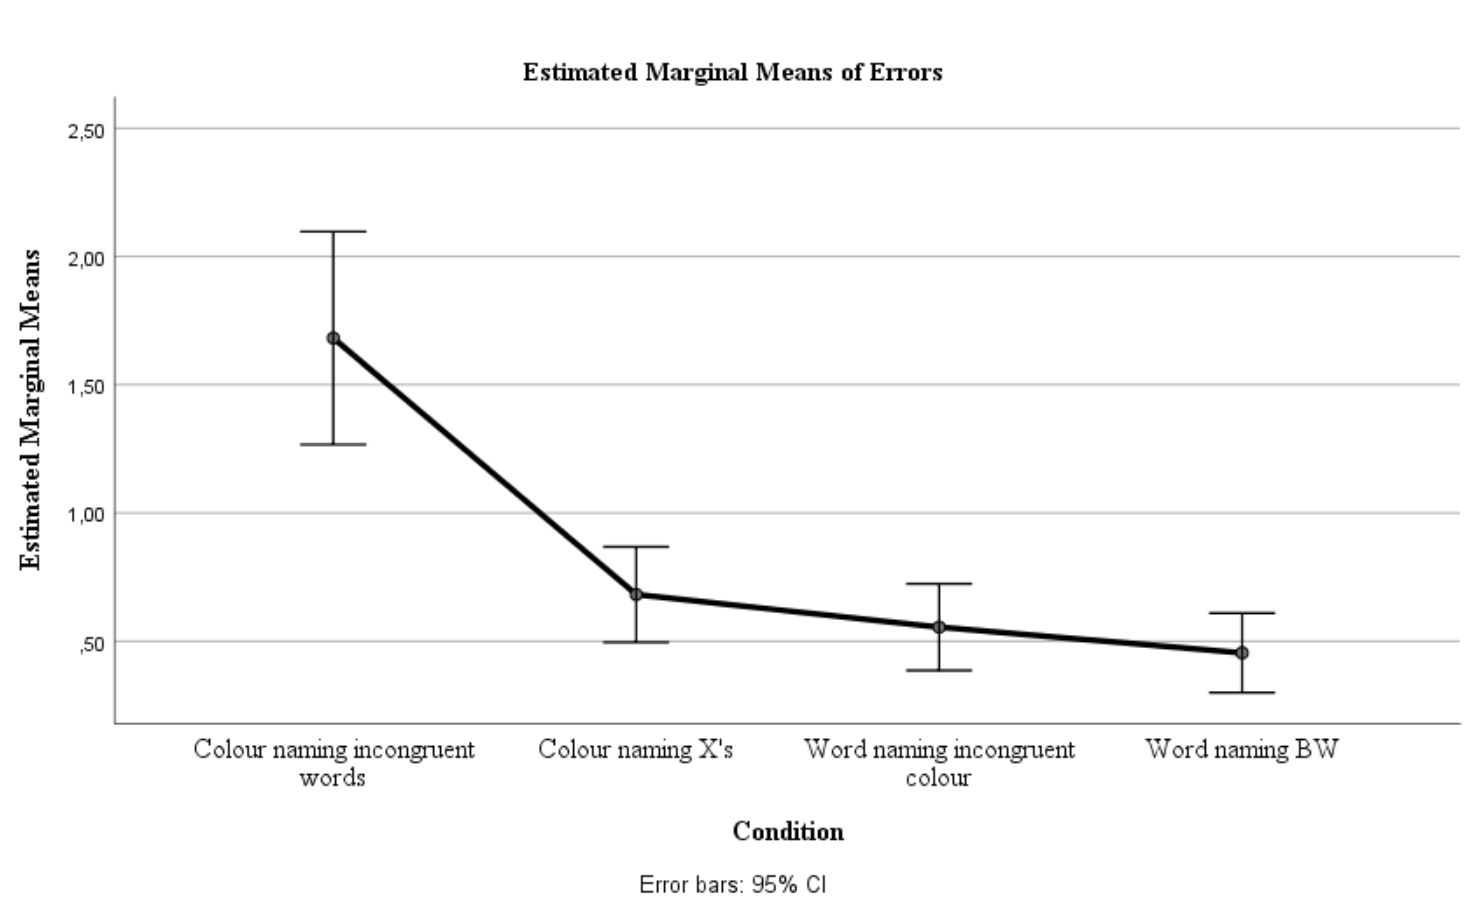 Estimated Marginal Means of Errors
Estimated Marginal Means
2,50
2,00
1,50
1,00
,50
Colour naming incongruent
words
Colour naming X's
Word naming incongruent
colour
Word naming BW
Condition
Error bars: 95% CI